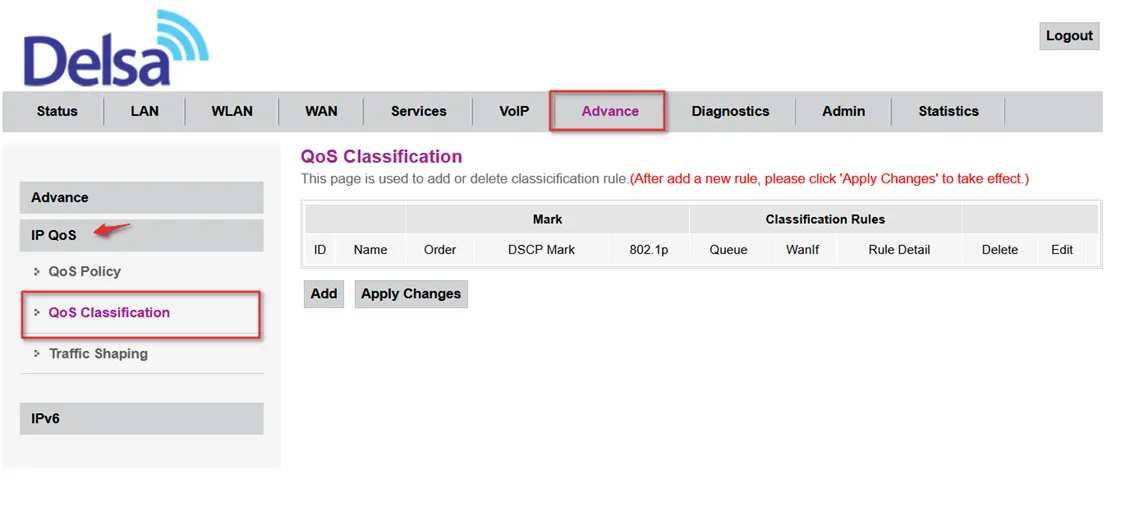 Delsa
Logout
Status LAN WLAN WAN Services VoIP Advance Diagnostics Admin Statistics
Advance
IP QoS
QoS Policy
QoS Classification
Traffic Shaping
IPv6
QoS Classification
This page is used to add or delete classicification rule.(After add a new rule, please click 'Apply Changes' to take effect.)
Mark Classification Rules
ID Name Order DSCP Mark 802.1p Queue WanIf Rule Detail Delete Edit
Add Apply Changes